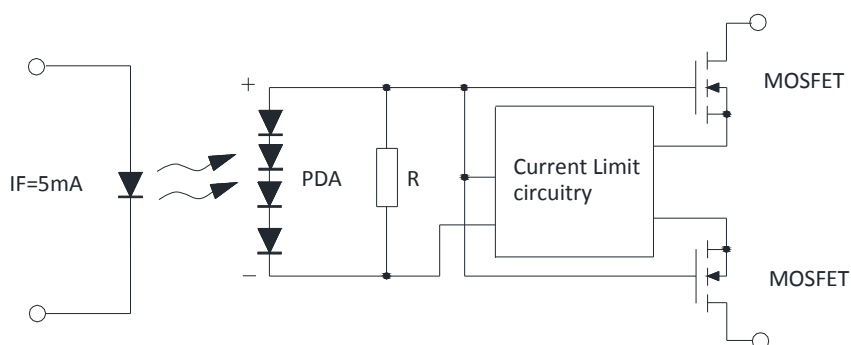 +
MOSFET
IF=5mA
PDA
R
Current Limit
circuitry
−
MOSFET